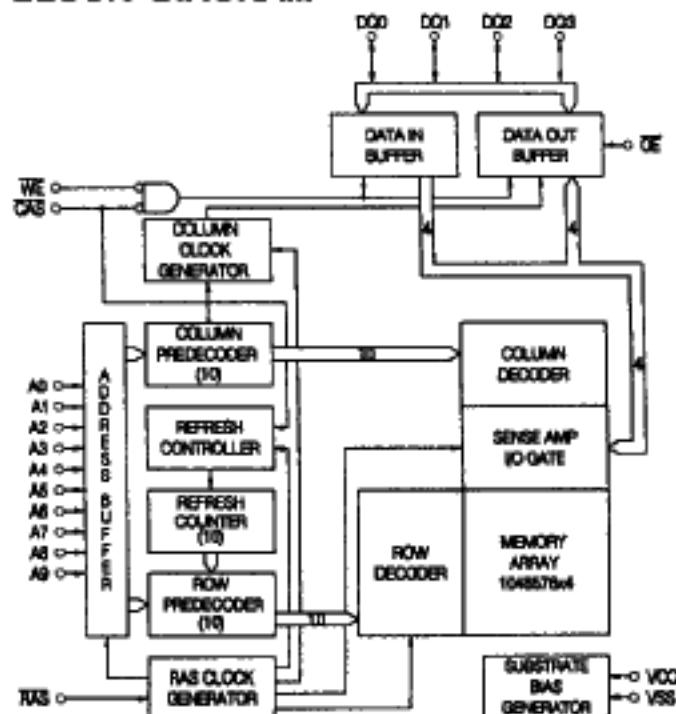 DQ0 DQ1 DQ2 DQ3
DATA IN
BUFFER
DATA OUT
BUFFER
OE
WE
CAS
COLUMN
CLOCK
GENERATOR
4
4
4
COLUMN
PREDECODER
(10)
10
COLUMN
DECODER
ADDRESS BUFFER
A0
A1
A2
A3
A4
A5
A6
A7
A8
A9
REFRESH
CONTROLLER
SENSE AMP
I/O GATE
REFRESH
COUNTER
(10)
ROW
DECODER
MEMORY
ARRAY
1048576x4
ROW
PREDECODER
(10)
10
RAS
RAS CLOCK
GENERATOR
SUBSTRATE
BIAS
GENERATOR
VCC
VSS